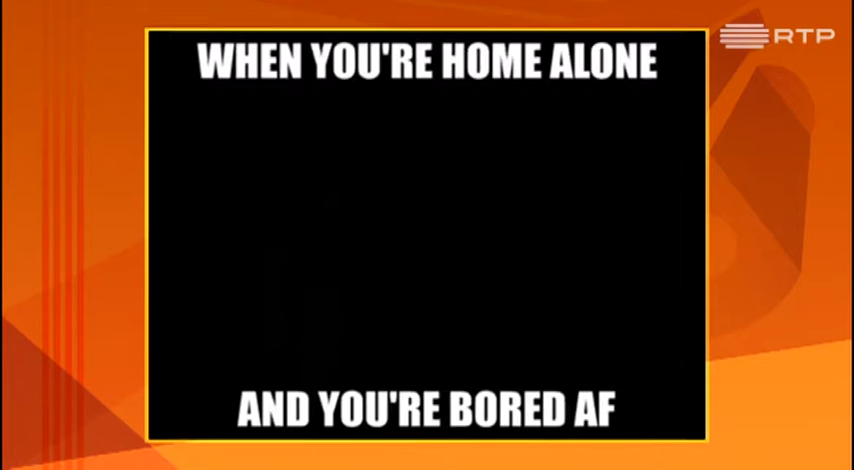 RTP
WHEN YOU'RE HOME ALONE
AND YOU'RE BORED AF